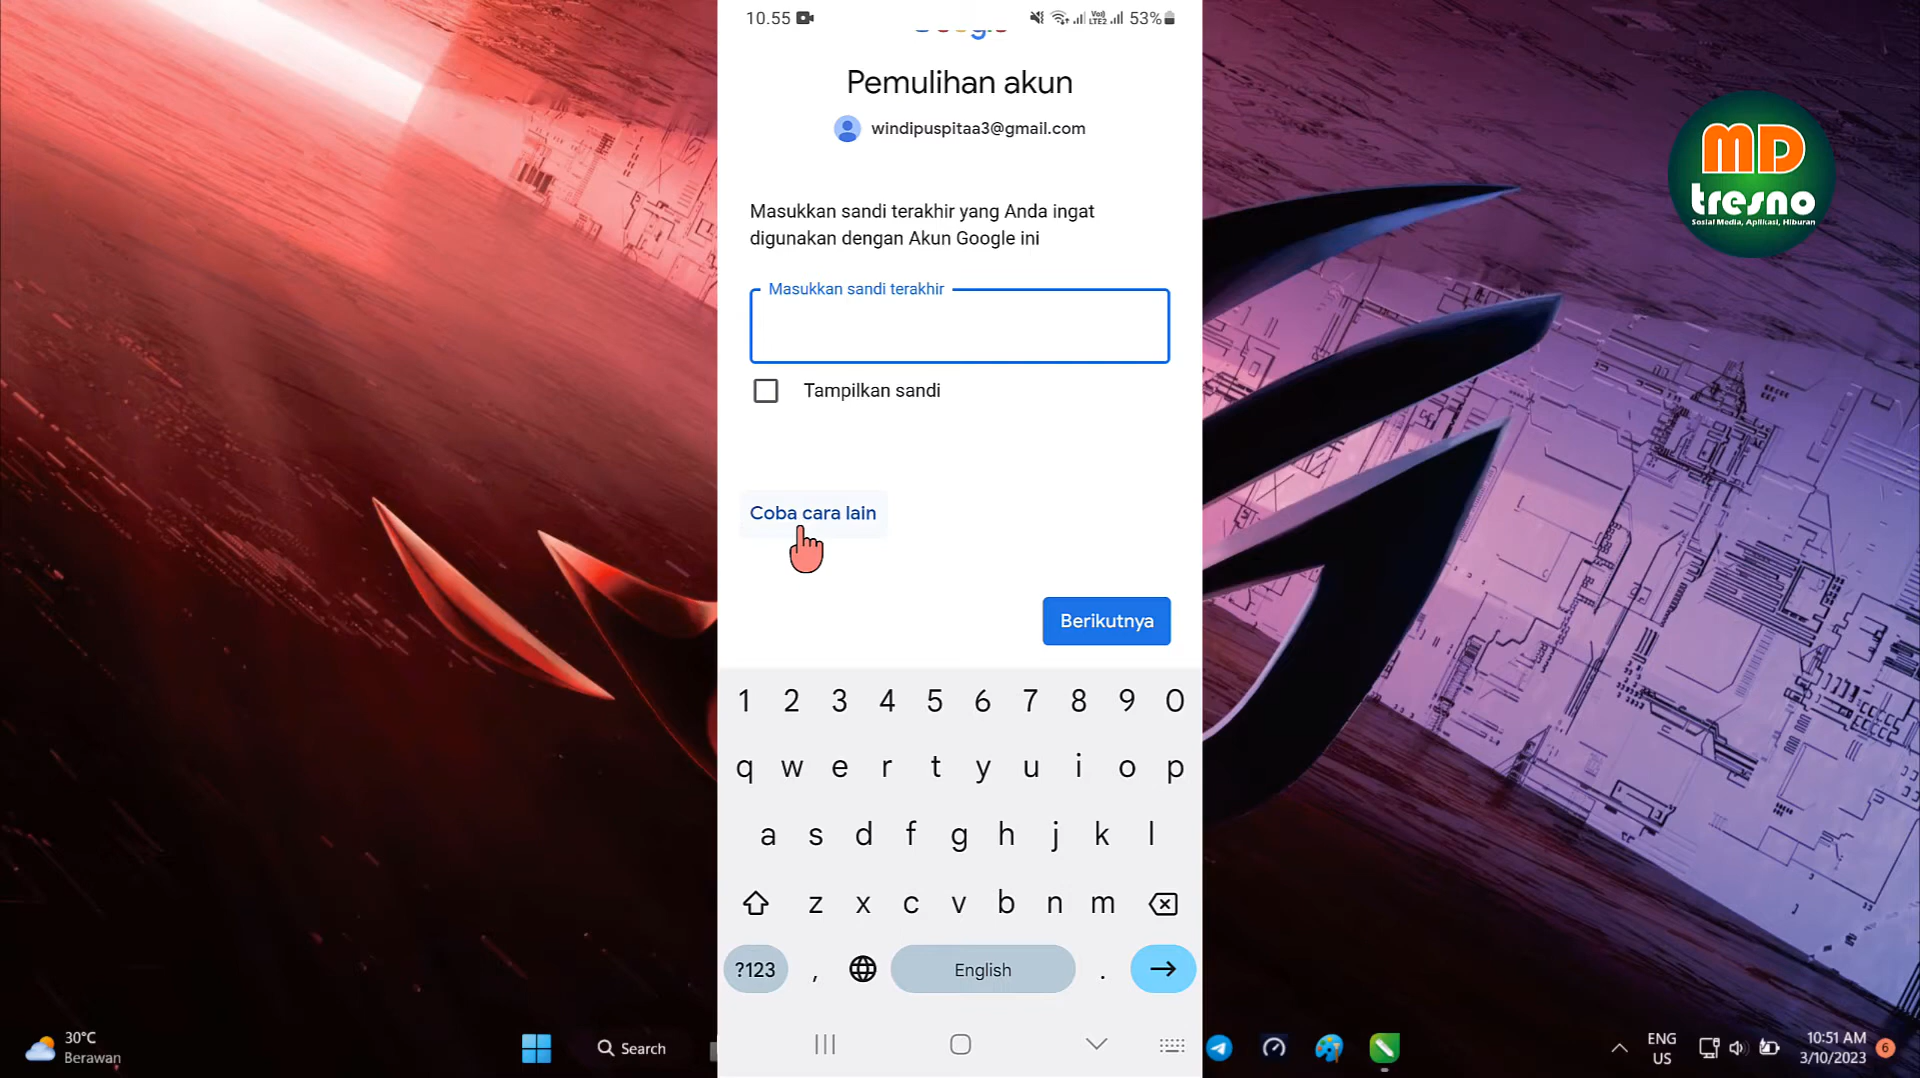 10.55
Vo)) LTE2 53%
Google
Pemulihan akun
windipuspitaa3@gmail.com
Masukkan sandi terakhir yang Anda ingat
digunakan dengan Akun Google ini
Masukkan sandi terakhir
Tampilkan sandi
Coba cara lain
Berikutnya
1 2 3 4 5 6 7 8 9 0
q w e r t y u i o p
a s d f g h j k l
z x c v b n m
?123 , English .
MD
tresno
Sosial Media, Aplikasi, Hiburan
30°C
Berawan
Search
ENG
US
10:51 AM
3/10/2023
6